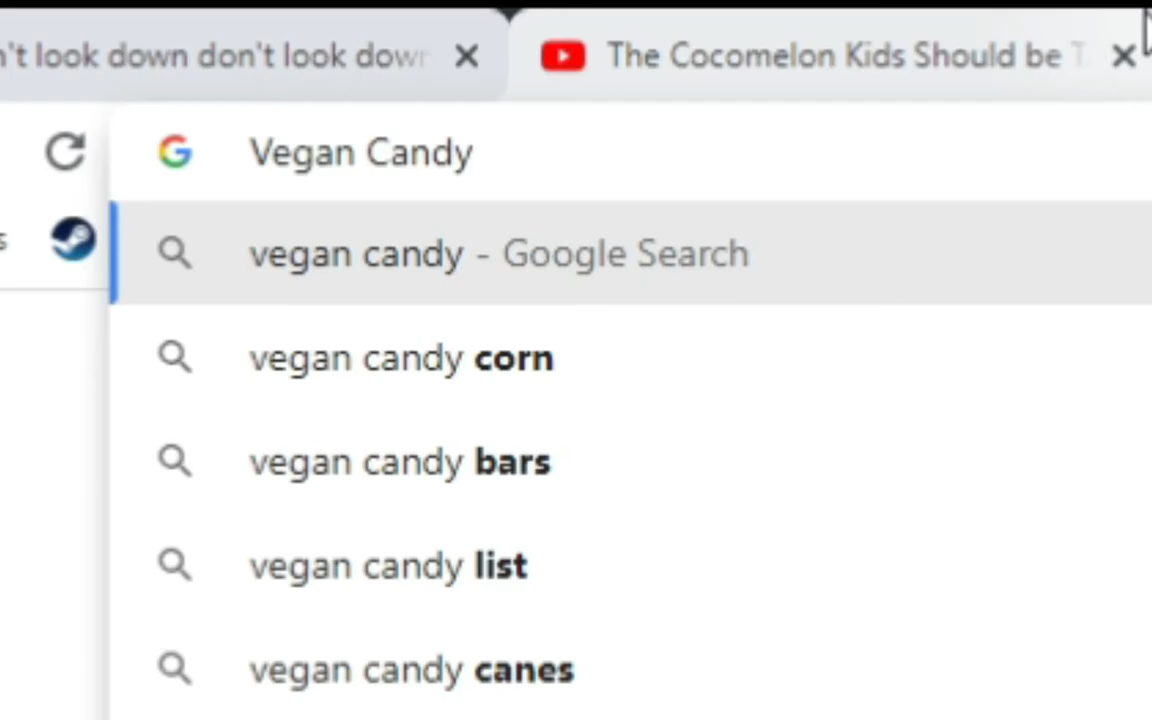 't look down don't look down
The Cocomelon Kids Should be T
Vegan Candy
s
vegan candy - Google Search
vegan candy corn
vegan candy bars
vegan candy list
vegan candy canes